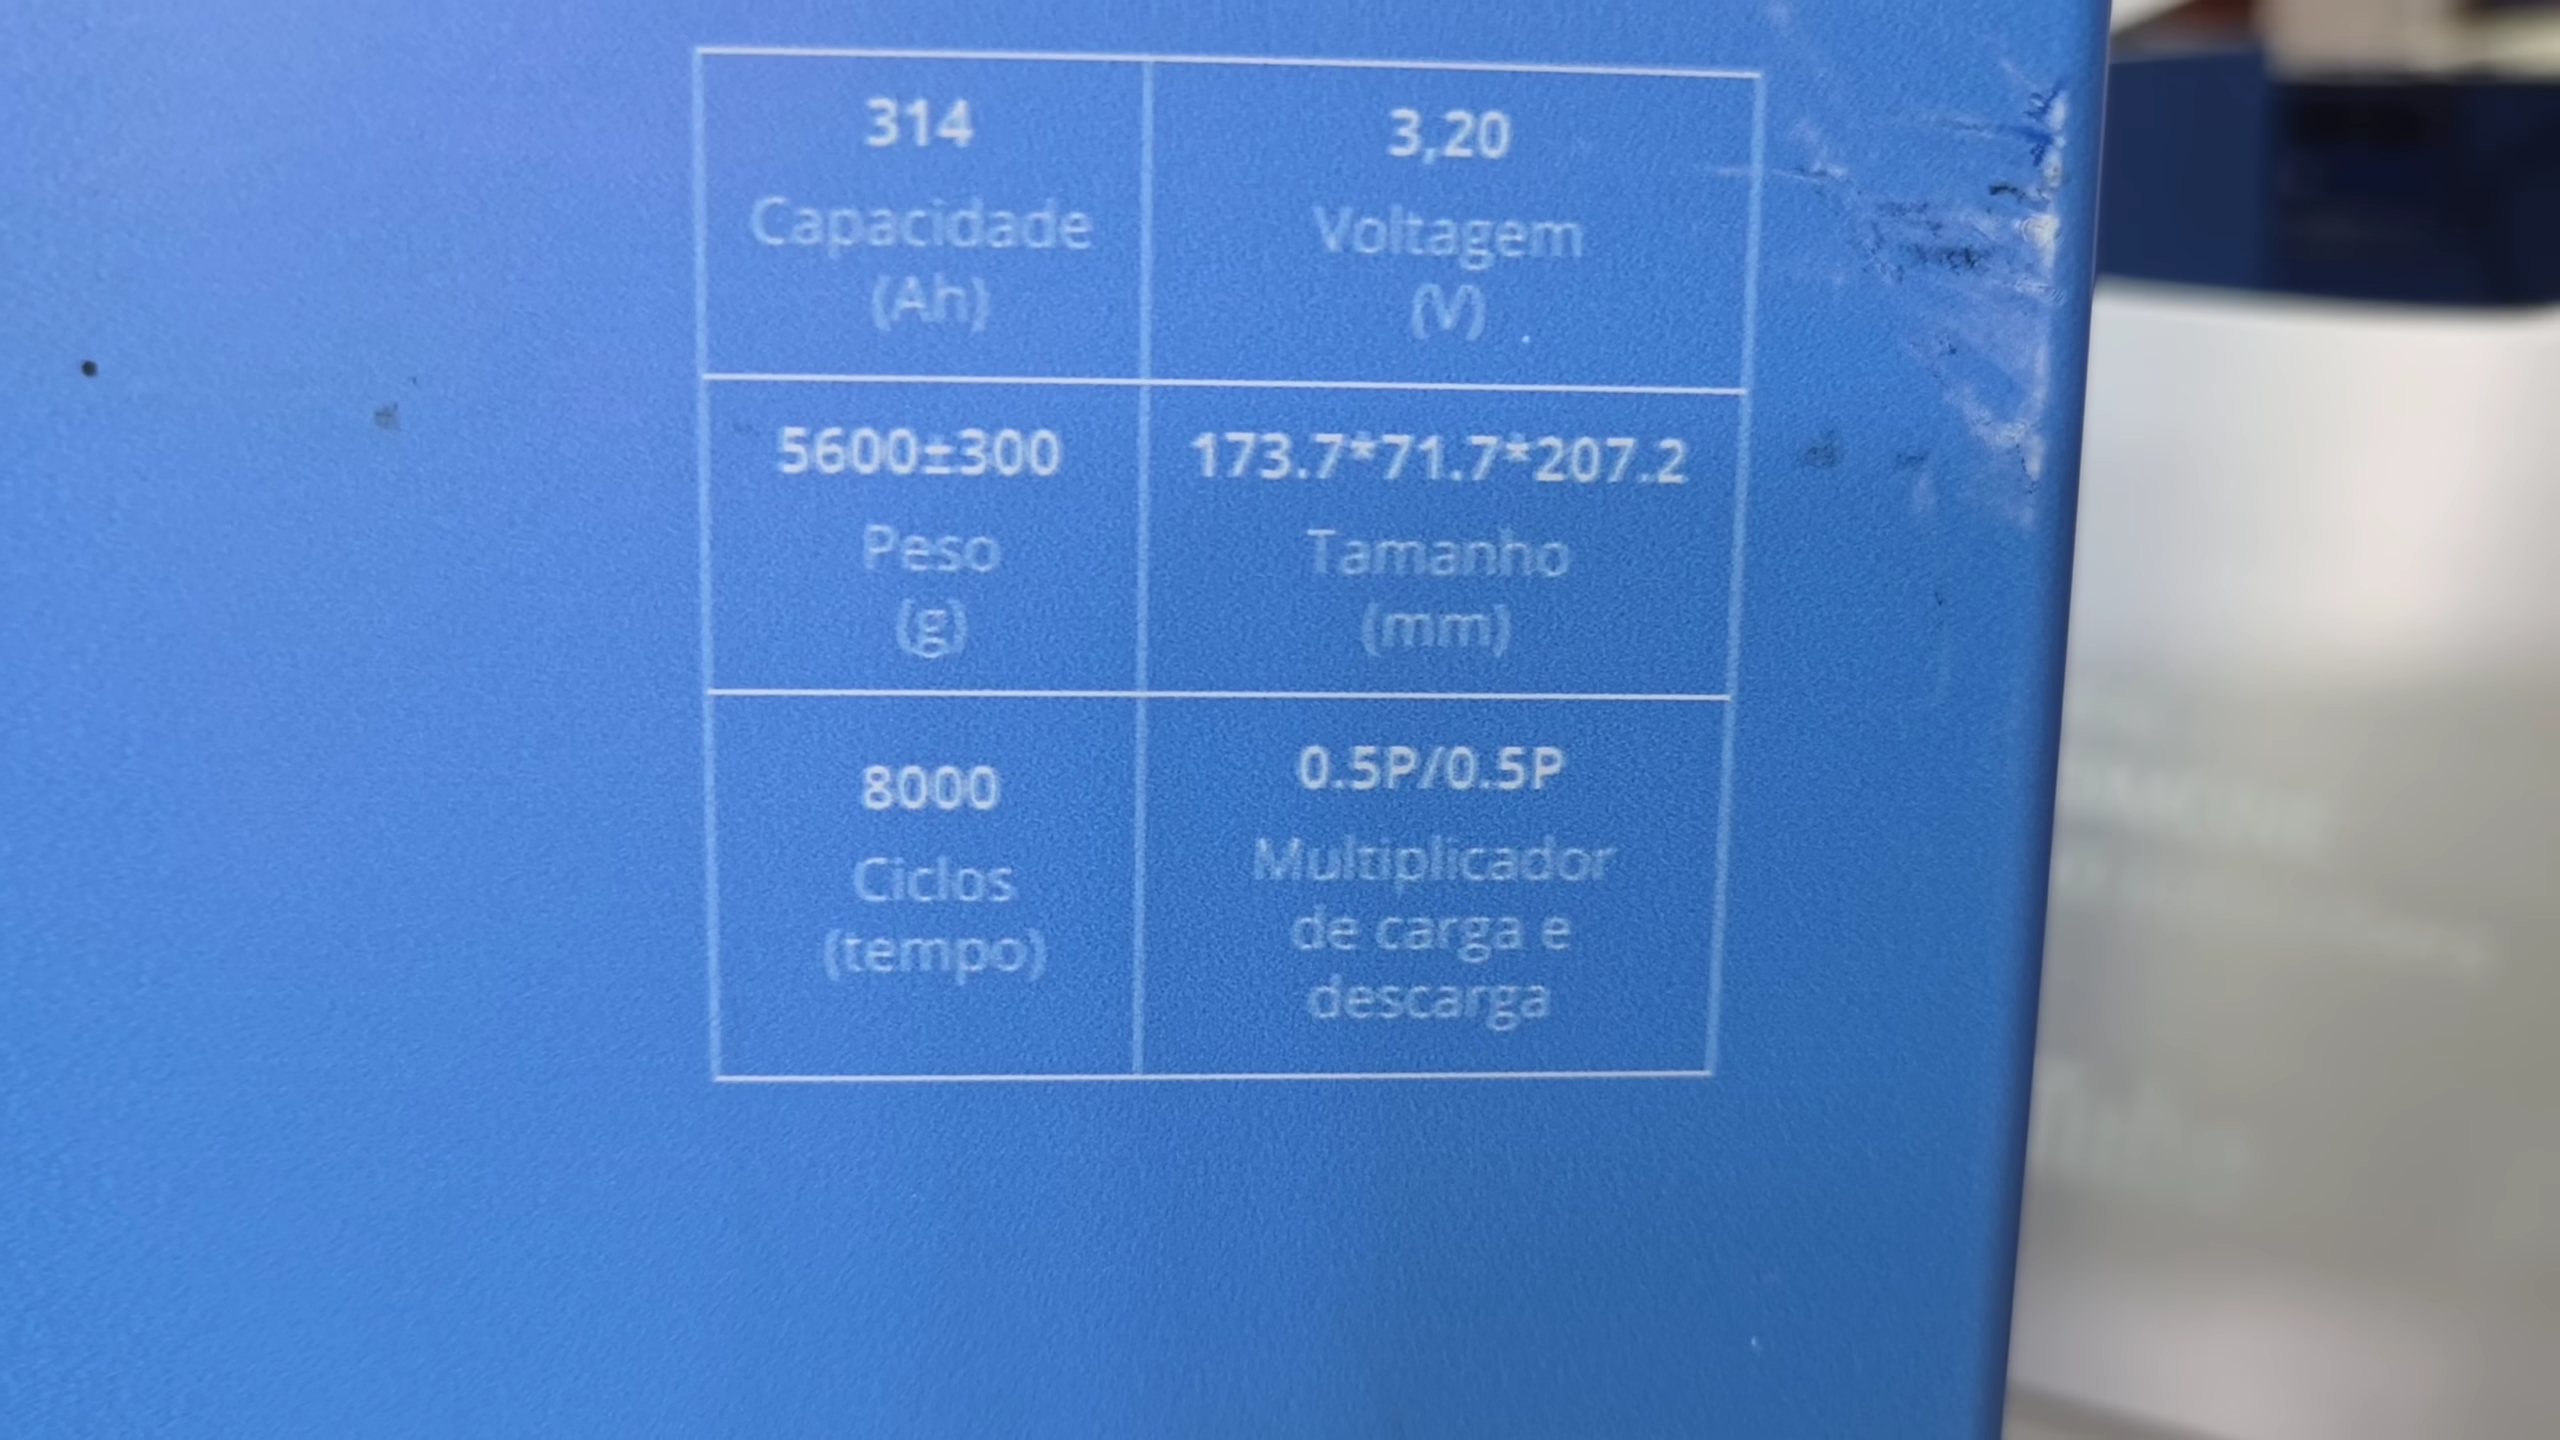 314
Capacidade
(Ah)
3,20
Voltagem
(V)
5600±300
Peso
(g)
173.7*71.7*207.2
Tamanho
(mm)
8000
Ciclos
(tempo)
0.5P/0.5P
Multiplicador
de carga e
descarga